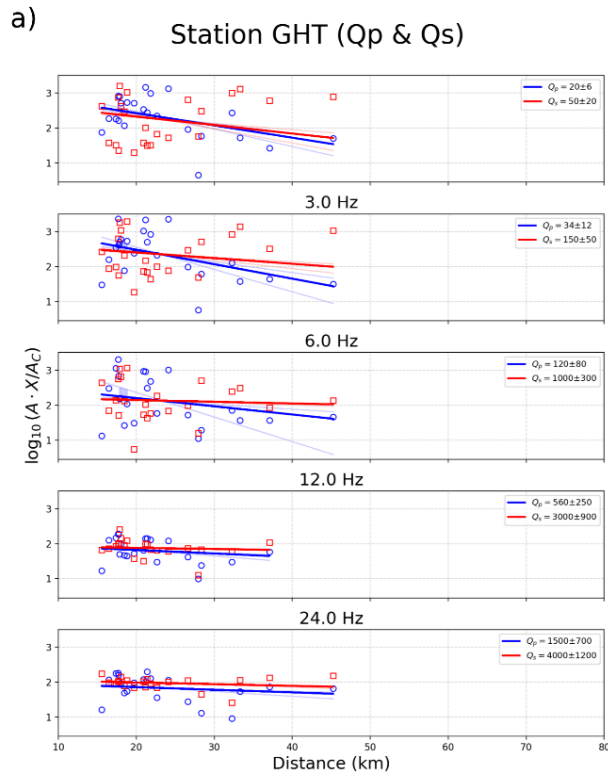 a)
Station GHT (Qp & Qs)
3
2
1
Qp = 20±6
Qs = 50±20
3.0 Hz
3
2
1
Qp = 34±12
Qs = 150±50
6.0 Hz
3
2
1
Qp = 120±80
Qs = 1000±300
log10 (A · X/AC)
12.0 Hz
3
2
1
Qp = 560±250
Qs = 3000±900
24.0 Hz
3
2
1
Qp = 1500±700
Qs = 4000±1200
10 20 30 40 50 60 70 80
Distance (km)